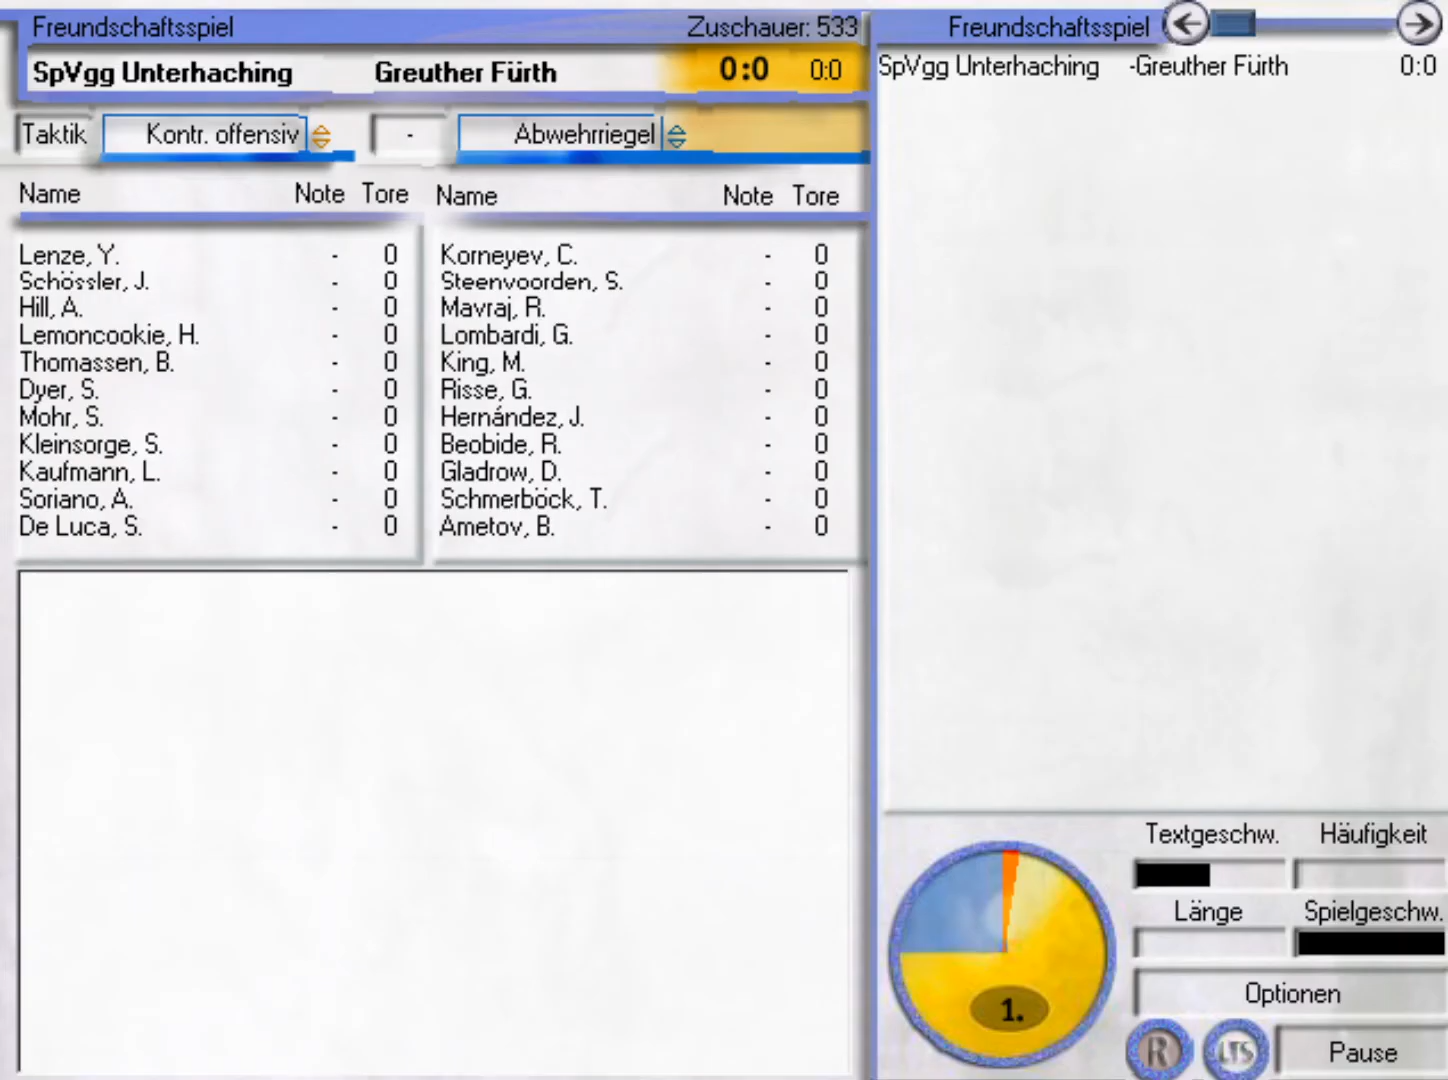 Freundschaftsspiel Zuschauer: 533
SpVgg Unterhaching Greuther Fürth 0:0 0:0
Taktik Kontr. offensiv - Abwehrriegel
Name Note Tore Name Note Tore
Lenze, Y. - 0 Korneyev, C. - 0
Schössler, J. - 0 Steenvoorden, S. - 0
Hill, A. - 0 Mavraj, R. - 0
Lemoncookie, H. - 0 Lombardi, G. - 0
Thomassen, B. - 0 King, M. - 0
Dyer, S. - 0 Risse, G. - 0
Mohr, S. - 0 Hernández, J. - 0
Kleinsorge, S. - 0 Beobide, R. - 0
Kaufmann, L. - 0 Gladrow, D. - 0
Soriano, A. - 0 Schmerböck, T. - 0
De Luca, S. - 0 Ametov, B. - 0
Freundschaftsspiel
SpVgg Unterhaching -Greuther Fürth 0:0
Textgeschw. Häufigkeit
Länge Spielgeschw.
1.
Optionen
R LTS Pause